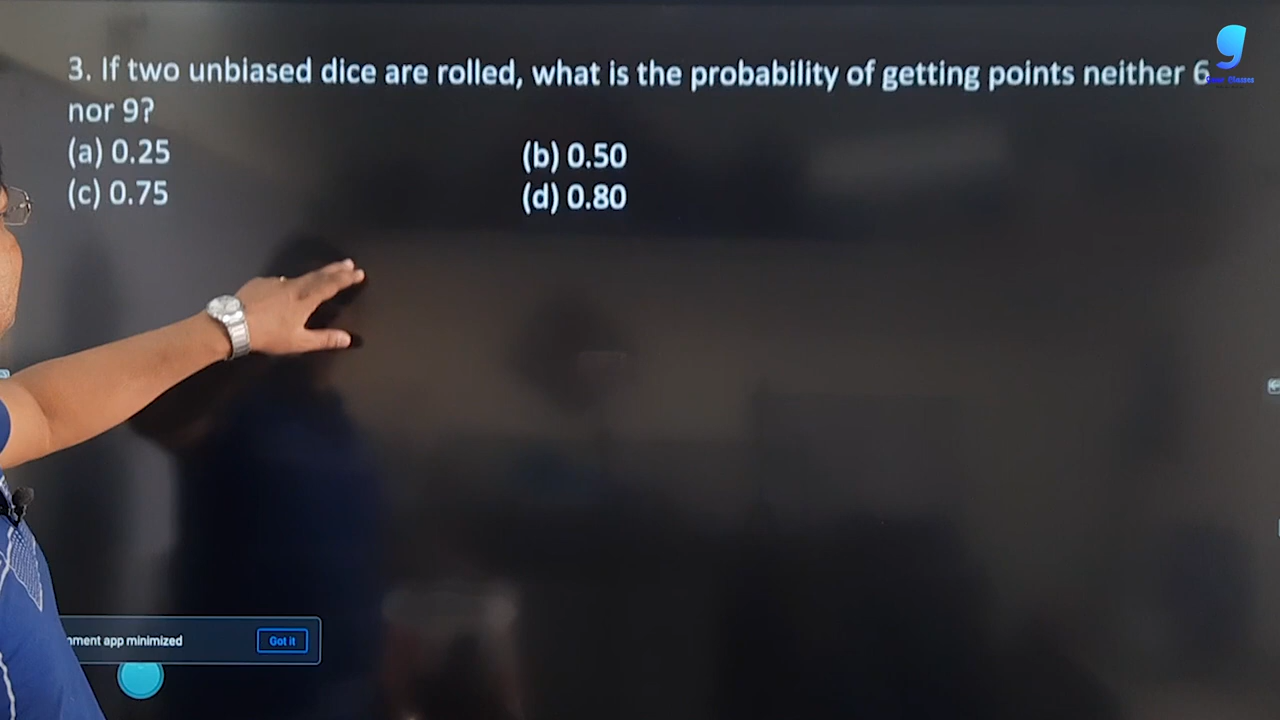 3. If two unbiased dice are rolled, what is the probability of getting points neither 6
nor 9?
(a) 0.25
(b) 0.50
(c) 0.75
(d) 0.80
nment app minimized
Got it